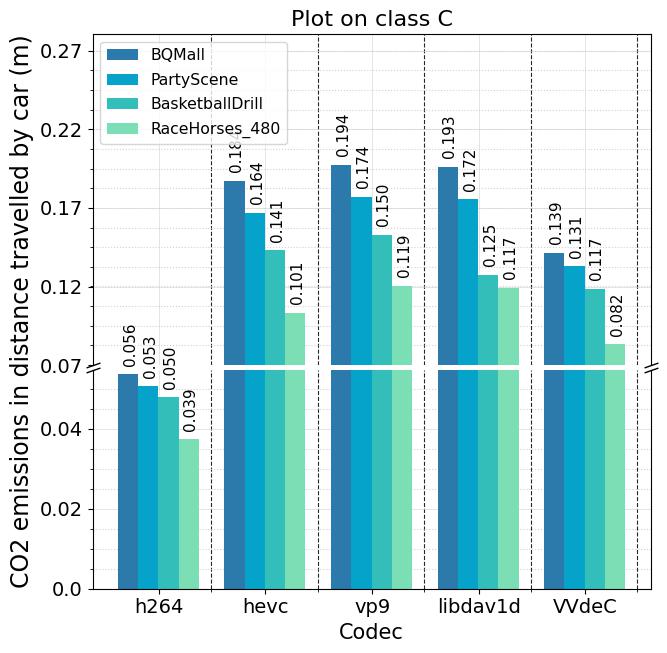 Plot on class C
CO2 emissions in distance travelled by car (m)
0.27
0.22
0.17
0.12
0.07
0.04
0.02
0.0
BQMall
PartyScene
BasketballDrill
RaceHorses_480
0.056
0.053
0.050
0.039
0.164
0.141
0.101
0.194
0.174
0.150
0.119
0.193
0.172
0.125
0.117
0.139
0.131
0.117
0.082
h264
hevc
vp9
libdav1d
VVdeC
Codec